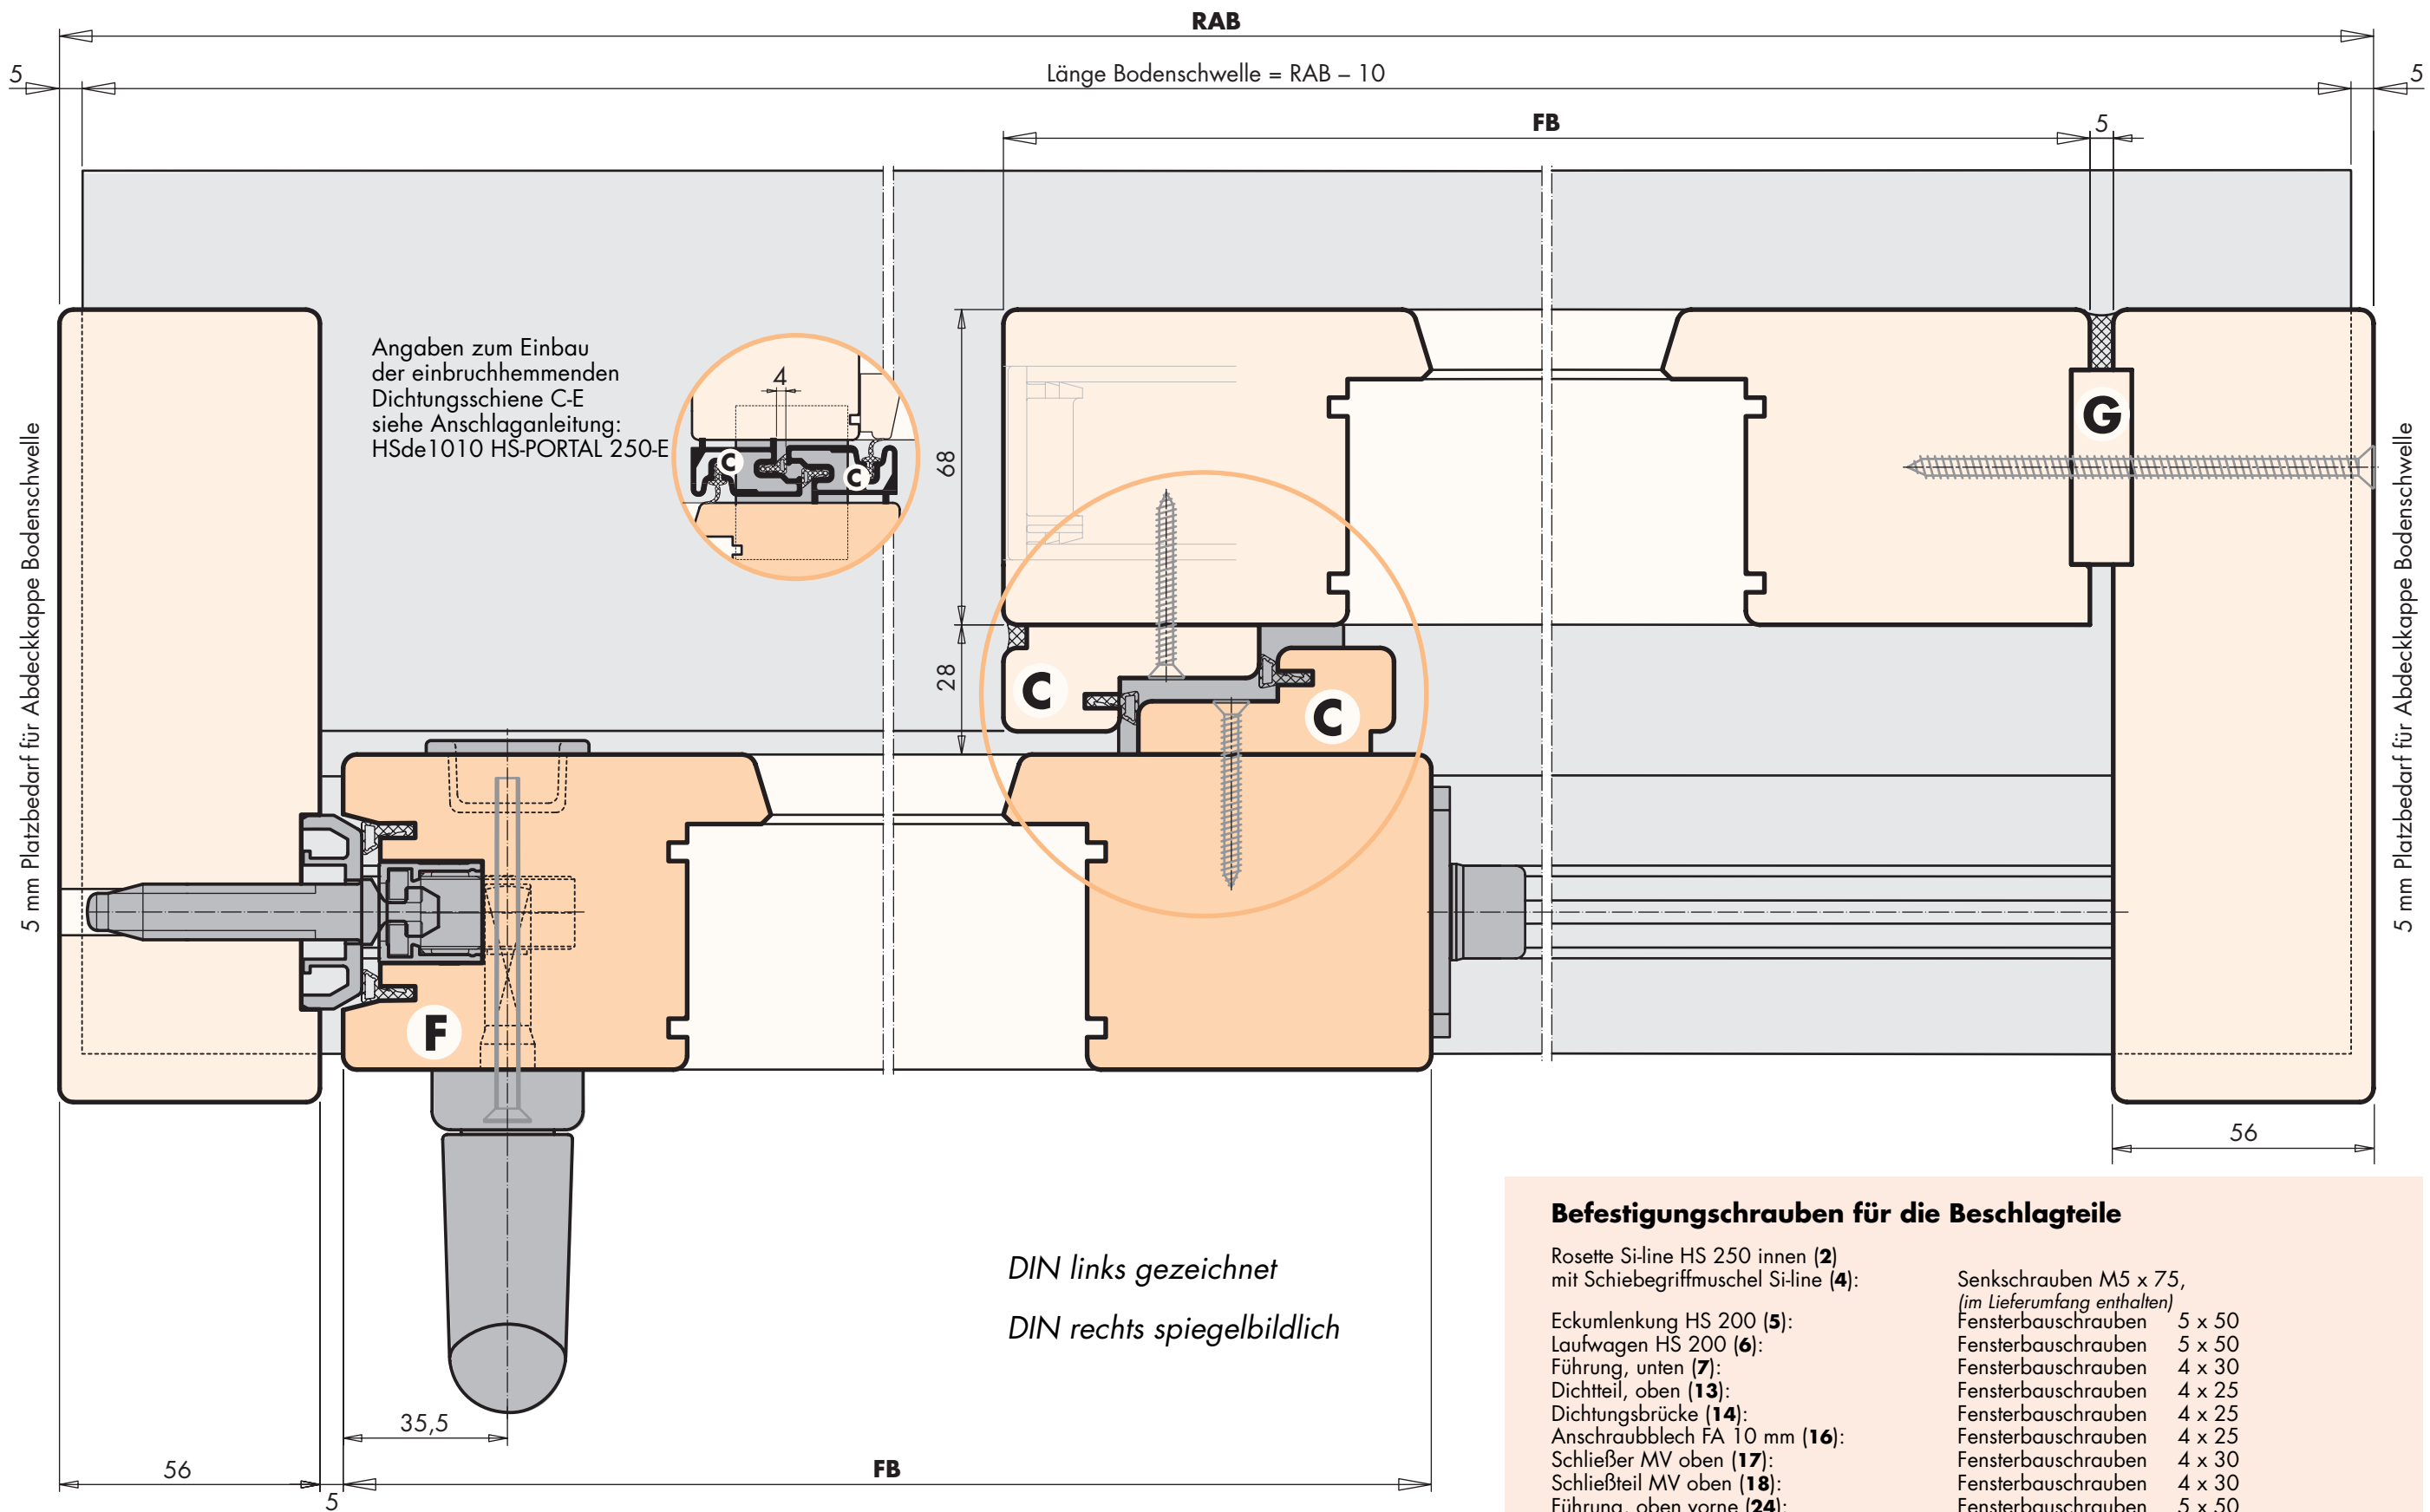 RAB
5
Länge Bodenschwelle = RAB – 10
5
FB
5
Angaben zum Einbau
der einbruchhemmenden
Dichtungsschiene C-E
siehe Anschlaganleitung:
HSde1010 HS-PORTAL 250-E
4
C
C
68
28
G
C
C
5 mm Platzbedarf für Abdeckkappe Bodenschwelle
5 mm Platzbedarf für Abdeckkappe Bodenschwelle
F
56
DIN links gezeichnet
DIN rechts spiegelbildlich
35,5
56
5
FB
Befestigungschrauben für die Beschlagteile
Rosette Si-line HS 250 innen (2)
mit Schiebegriffmuschel Si-line (4): Senkschrauben M5 x 75,
(im Lieferumfang enthalten)
Eckumlenkung HS 200 (5): Fensterbauschrauben 5 x 50
Laufwagen HS 200 (6): Fensterbauschrauben 5 x 50
Führung, unten (7): Fensterbauschrauben 4 x 30
Dichtteil, oben (13): Fensterbauschrauben 4 x 25
Dichtungsbrücke (14): Fensterbauschrauben 4 x 25
Anschraubblech FA 10 mm (16): Fensterbauschrauben 4 x 25
Schließer MV oben (17): Fensterbauschrauben 4 x 30
Schließteil MV oben (18): Fensterbauschrauben 4 x 30
Führung, oben vorne (24): Fensterbauschrauben 5 x 50